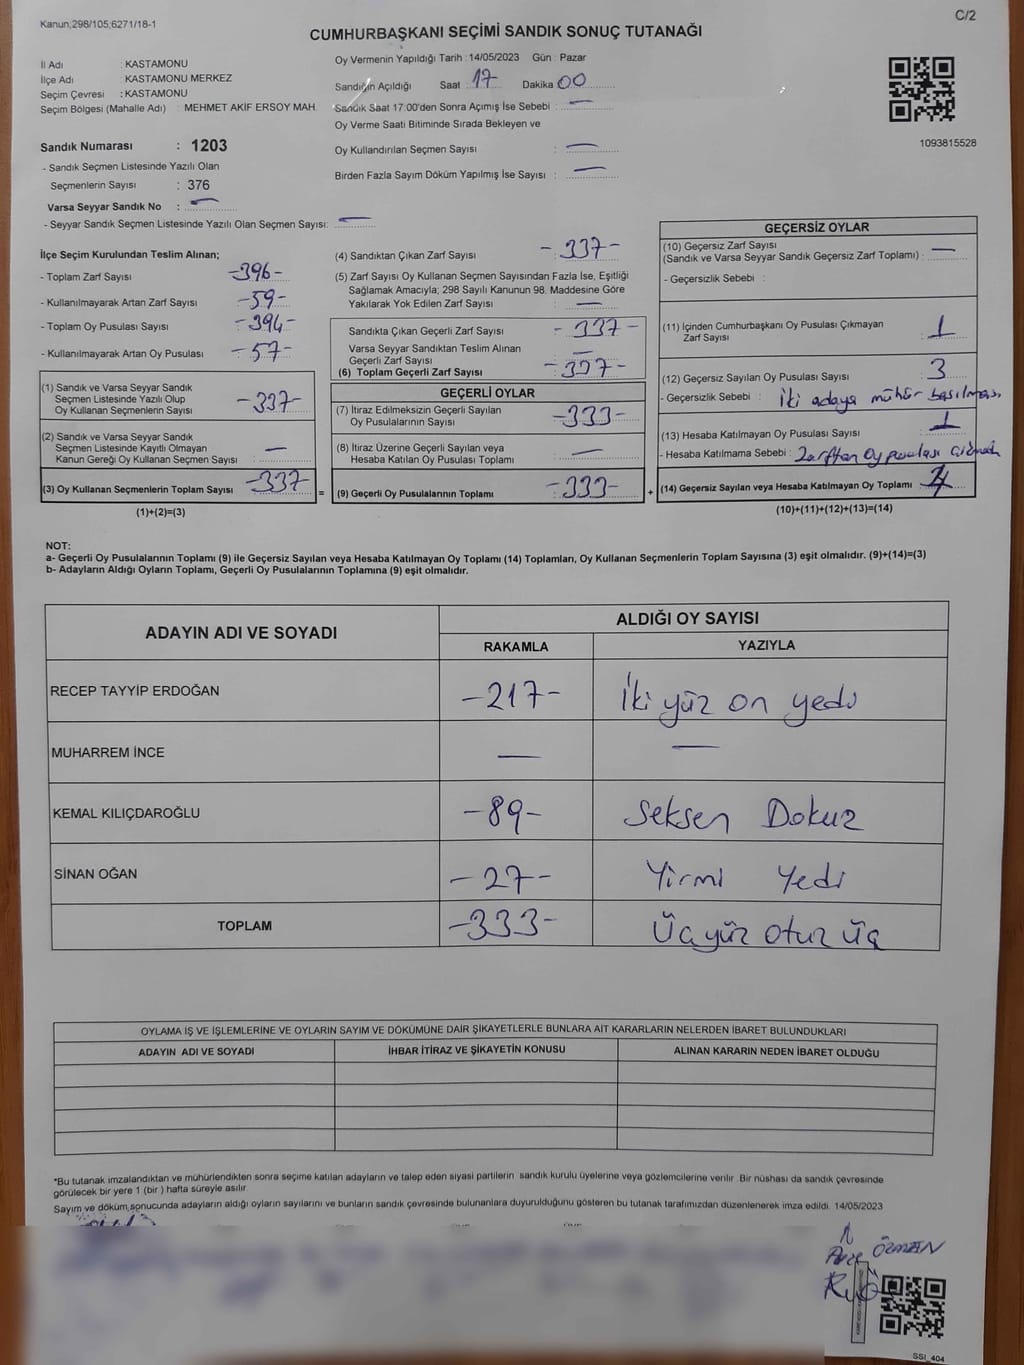 Kanun;298/105;6271/18-1
C/2
CUMHURBAŞKANI SEÇİMİ SANDIK SONUÇ TUTANAĞI
İl Adı : KASTAMONU
İlçe Adı : KASTAMONU MERKEZ
Seçim Çevresi : KASTAMONU
Seçim Bölgesi (Mahalle Adı) : MEHMET AKİF ERSOY MAH.
Oy Vermenin Yapıldığı Tarih :14/05/2023 Gün : Pazar
Sandığın Açıldığı Saat 17 Dakika 00
Sandık Saat 17:00'den Sonra Açımış İse Sebebi : —
Oy Verme Saati Bitiminde Sırada Bekleyen ve
Oy Kullandırılan Seçmen Sayısı : —
Birden Fazla Sayım Döküm Yapılmış İse Sayısı : —
1093815528
Sandık Numarası : 1203
- Sandık Seçmen Listesinde Yazılı Olan
Seçmenlerin Sayısı : 376
Varsa Seyyar Sandık No : —
- Seyyar Sandık Seçmen Listesinde Yazılı Olan Seçmen Sayısı: —
İlçe Seçim Kurulundan Teslim Alınan;
- Toplam Zarf Sayısı -396-
- Kullanılmayarak Artan Zarf Sayısı -59-
- Toplam Oy Pusulası Sayısı -394-
- Kullanılmayarak Artan Oy Pusulası -57-
(1) Sandık ve Varsa Seyyar Sandık
Seçmen Listesinde Yazılı Olup
Oy Kullanan Seçmenlerin Sayısı -337-
(2) Sandık ve Varsa Seyyar Sandık
Seçmen Listesinde Kayıtlı Olmayan
Kanun Gereği Oy Kullanan Seçmen Sayısı —
(3) Oy Kullanan Seçmenlerin Toplam Sayısı -337-
(1)+(2)=(3)
(4) Sandıktan Çıkan Zarf Sayısı -337-
(5) Zarf Sayısı Oy Kullanan Seçmen Sayısından Fazla İse, Eşitliği
Sağlamak Amacıyla; 298 Sayılı Kanunun 98. Maddesine Göre
Yakılarak Yok Edilen Zarf Sayısı : —
Sandıkta Çıkan Geçerli Zarf Sayısı -337-
Varsa Seyyar Sandıktan Teslim Alınan
Geçerli Zarf Sayısı —
(6) Toplam Geçerli Zarf Sayısı -337-
GEÇERLİ OYLAR
(7) İtiraz Edilmeksizin Geçerli Sayılan
Oy Pusulalarının Sayısı -333-
(8) İtiraz Üzerine Geçerli Sayılan veya
Hesaba Katılan Oy Pusulası Toplamı —
= (9) Geçerli Oy Pusulalarının Toplamı -333-
GEÇERSİZ OYLAR
(10) Geçersiz Zarf Sayısı
(Sandık ve Varsa Seyyar Sandık Geçersiz Zarf Toplamı) : —
- Geçersizlik Sebebi :
(11) İçinden Cumhurbaşkanı Oy Pusulası Çıkmayan
Zarf Sayısı 1
(12) Geçersiz Sayılan Oy Pusulası Sayısı 3
- Geçersizlik Sebebi : İki adaya mühür basılması
(13) Hesaba Katılmayan Oy Pusulası Sayısı 1
- Hesaba Katılmama Sebebi : Zarftan Oy pusulası
+ (14) Geçersiz Sayılan veya Hesaba Katılmayan Oy Toplamı 4
(10)+(11)+(12)+(13)=(14)
NOT:
a- Geçerli Oy Pusulalarının Toplamı (9) ile Geçersiz Sayılan veya Hesaba Katılmayan Oy Toplamı (14) Toplamları, Oy Kullanan Seçmenlerin Toplam Sayısına (3) eşit olmalıdır. (9)+(14)=(3)
b- Adayların Aldığı Oyların Toplamı, Geçerli Oy Pusulalarının Toplamına (9) eşit olmalıdır.
ADAYIN ADI VE SOYADI ALDIĞI OY SAYISI
RAKAMLA YAZIYLA
RECEP TAYYİP ERDOĞAN -217- İki yüz on yedi
MUHARREM İNCE — —
KEMAL KILIÇDAROĞLU -89- Seksen Dokuz
SİNAN OĞAN -27- Yirmi Yedi
TOPLAM -333- Üçyüz otuz üç
OYLAMA İŞ VE İŞLEMLERİNE VE OYLARIN SAYIM VE DÖKÜMÜNE DAİR ŞİKAYETLERLE BUNLARA AİT KARARLARIN NELERDEN İBARET BULUNDUKLARI
ADAYIN ADI VE SOYADI İHBAR İTİRAZ VE ŞİKAYETİN KONUSU ALINAN KARARIN NEDEN İBARET OLDUĞU
*Bu tutanak imzalandıktan ve mühürlendikten sonra seçime katılan adayların ve talep eden siyasi partilerin sandık kurulu üyelerine veya gözlemcilerine verilir. Bir nüshası da sandık çevresinde
görülecek bir yere 1 (bir ) hafta süreyle asılır.
Sayım ve döküm sonucunda adayların aldığı oyların sayılarını ve bunların sandık çevresinde bulunanlara duyurulduğunu gösteren bu tutanak tarafımızdan düzenlenerek imza edildi. 14/05/2023
ÖZMEN
SSI_404